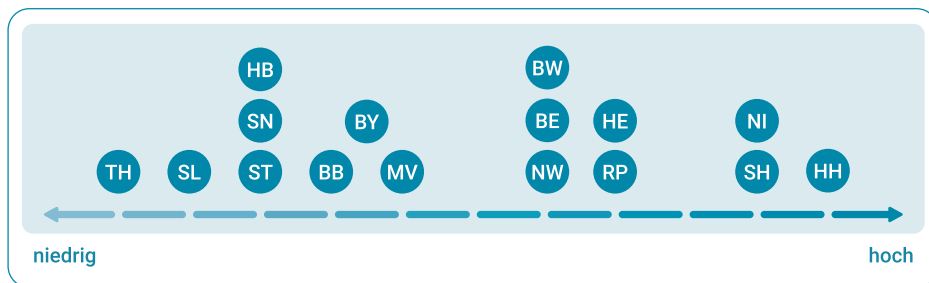 HB BW
SN BY BE HE NI
TH SL ST BB MV NW RP SH HH
niedrig hoch